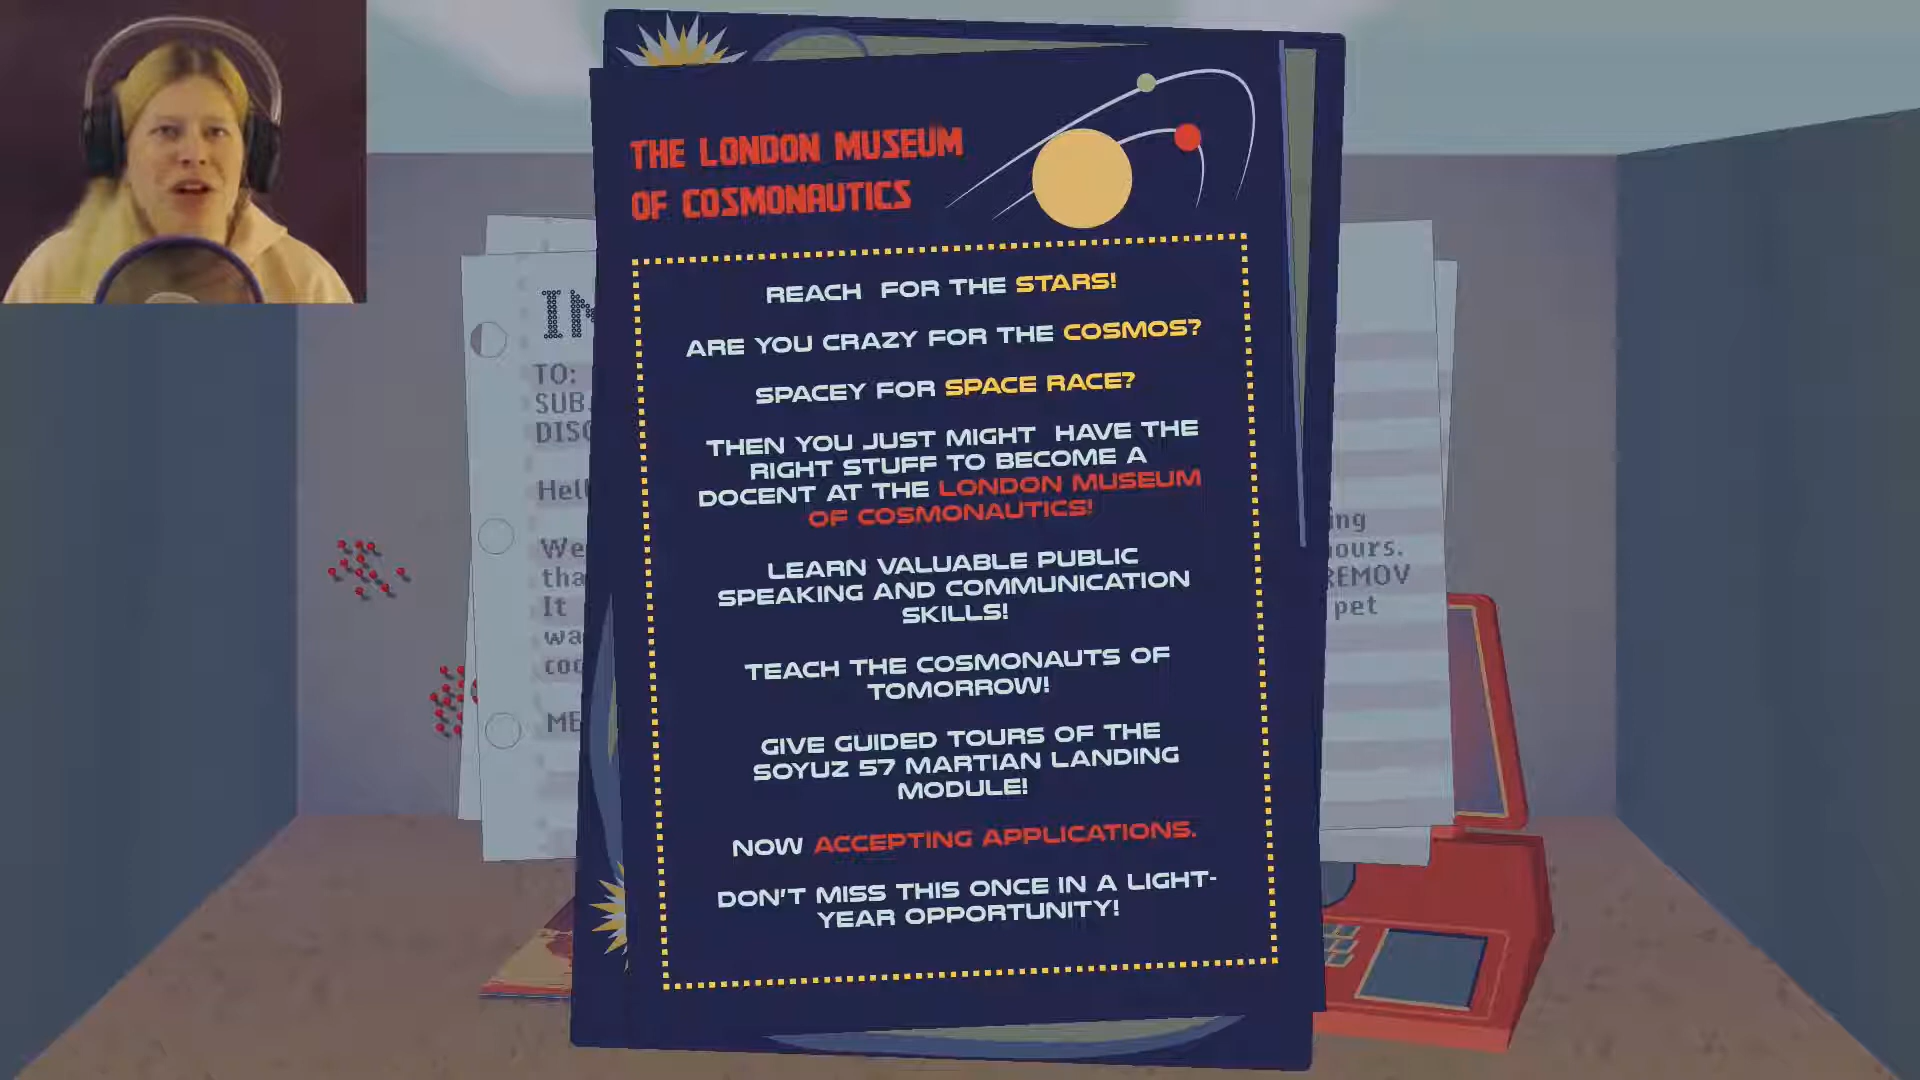 THE LONDON MUSEUM
OF COSMONAUTICS
REACH FOR THE STARS!
ARE YOU CRAZY FOR THE COSMOS?
SPACEY FOR SPACE RACE?
THEN YOU JUST MIGHT HAVE THE
RIGHT STUFF TO BECOME A
DOCENT AT THE LONDON MUSEUM
OF COSMONAUTICS!
LEARN VALUABLE PUBLIC
SPEAKING AND COMMUNICATION
SKILLS!
TEACH THE COSMONAUTS OF
TOMORROW!
GIVE GUIDED TOURS OF THE
SOYUZ 57 MARTIAN LANDING
MODULE!
NOW ACCEPTING APPLICATIONS.
DON'T MISS THIS ONCE IN A LIGHT-
YEAR OPPORTUNITY!
TO:
It
pet